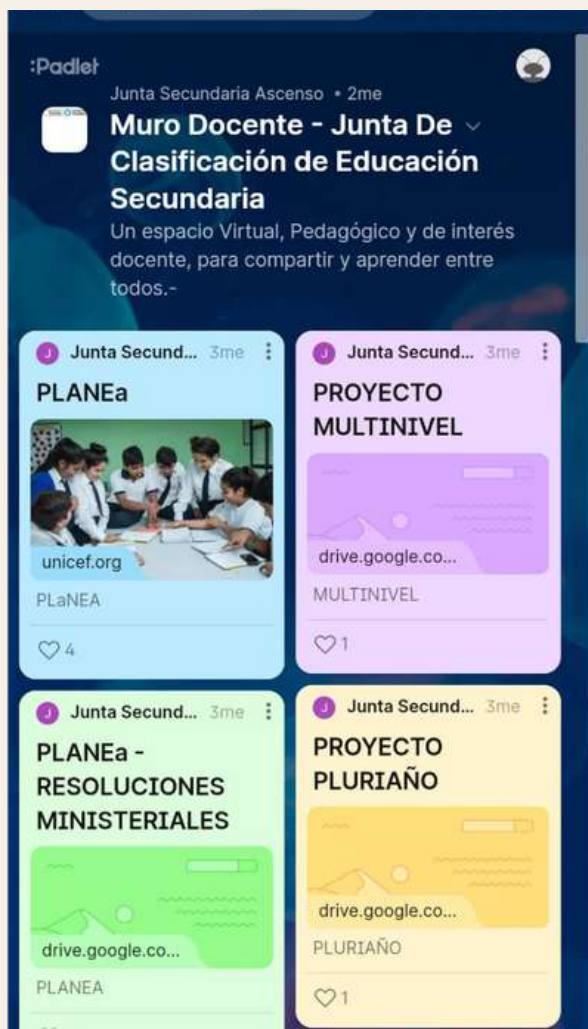 :Padlet
Junta Secundaria Ascenso • 2me
Muro Docente - Junta De
Clasificación de Educación
Secundaria
Un espacio Virtual, Pedagógico y de interés
docente, para compartir y aprender entre
todos.-
J Junta Secund... 3me
PLANEa
unicef.org
PLaNEA
4
J Junta Secund... 3me
PROYECTO
MULTINIVEL
drive.google.co...
MULTINIVEL
1
J Junta Secund... 3me
PLANEa -
RESOLUCIONES
MINISTERIALES
drive.google.co...
PLANEA
J Junta Secund... 3me
PROYECTO
PLURIAÑO
drive.google.co...
PLURIAÑO
1